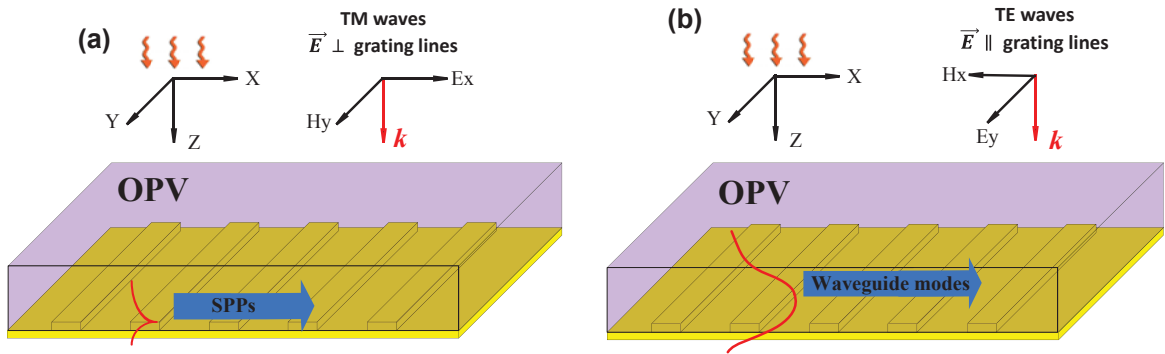 (a)
TM waves
E ⊥ grating lines
X
Y
Z
Ex
Hy
k
OPV
SPPs
(b)
TE waves
E ∥ grating lines
X
Y
Z
Hx
Ey
k
OPV
Waveguide modes